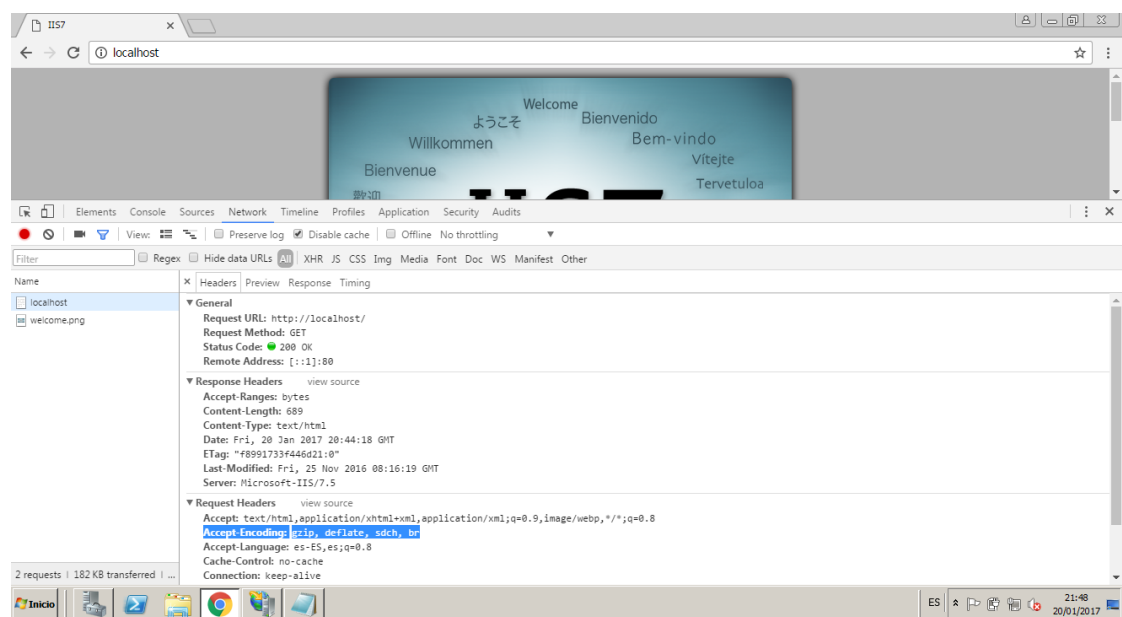 IIS7
localhost
Welcome
ようこそ
Bienvenido
Willkommen
Bem-vindo
Vítejte
Bienvenue
Tervetuloa
歡迎
IIS7
Elements Console Sources Network Timeline Profiles Application Security Audits
View: Preserve log Disable cache Offline No throttling
Filter Regex Hide data URLs All XHR JS CSS Img Media Font Doc WS Manifest Other
Name Headers Preview Response Timing
localhost
welcome.png
General
Request URL: http://localhost/
Request Method: GET
Status Code: 200 OK
Remote Address: [::1]:80
Response Headers view source
Accept-Ranges: bytes
Content-Length: 689
Content-Type: text/html
Date: Fri, 20 Jan 2017 20:44:18 GMT
ETag: "f8991733f446d21:0"
Last-Modified: Fri, 25 Nov 2016 08:16:19 GMT
Server: Microsoft-IIS/7.5
Request Headers view source
Accept: text/html,application/xhtml+xml,application/xml;q=0.9,image/webp,*/*;q=0.8
Accept-Encoding: gzip, deflate, sdch, br
Accept-Language: es-ES,es;q=0.8
Cache-Control: no-cache
Connection: keep-alive
2 requests | 182 KB transferred | ...
Inicio
ES
21:48
20/01/2017